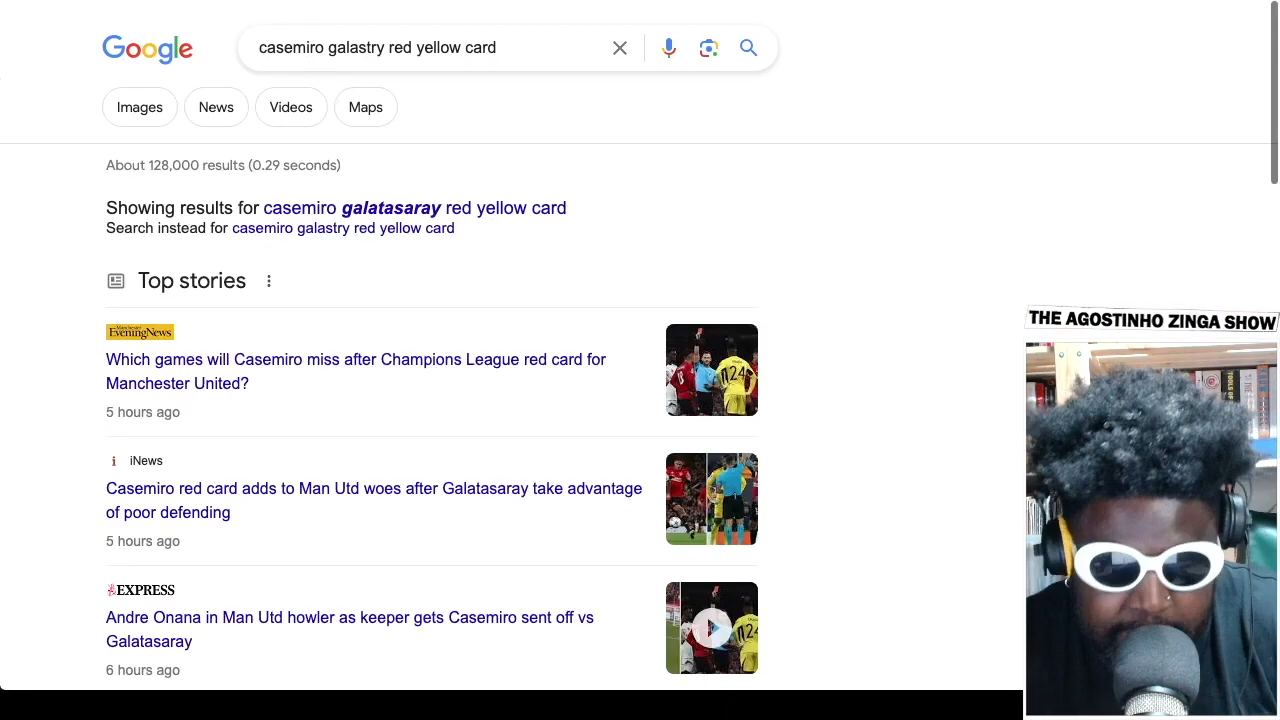 Google
casemiro galastry red yellow card
Images
News
Videos
Maps
About 128,000 results (0.29 seconds)
Showing results for casemiro galatasaray red yellow card
Search instead for casemiro galastry red yellow card
Top stories
Manchester
Evening News
Which games will Casemiro miss after Champions League red card for
Manchester United?
5 hours ago
i iNews
Casemiro red card adds to Man Utd woes after Galatasaray take advantage
of poor defending
5 hours ago
EXPRESS
Andre Onana in Man Utd howler as keeper gets Casemiro sent off vs
Galatasaray
6 hours ago
THE AGOSTINHO ZINGA SHOW